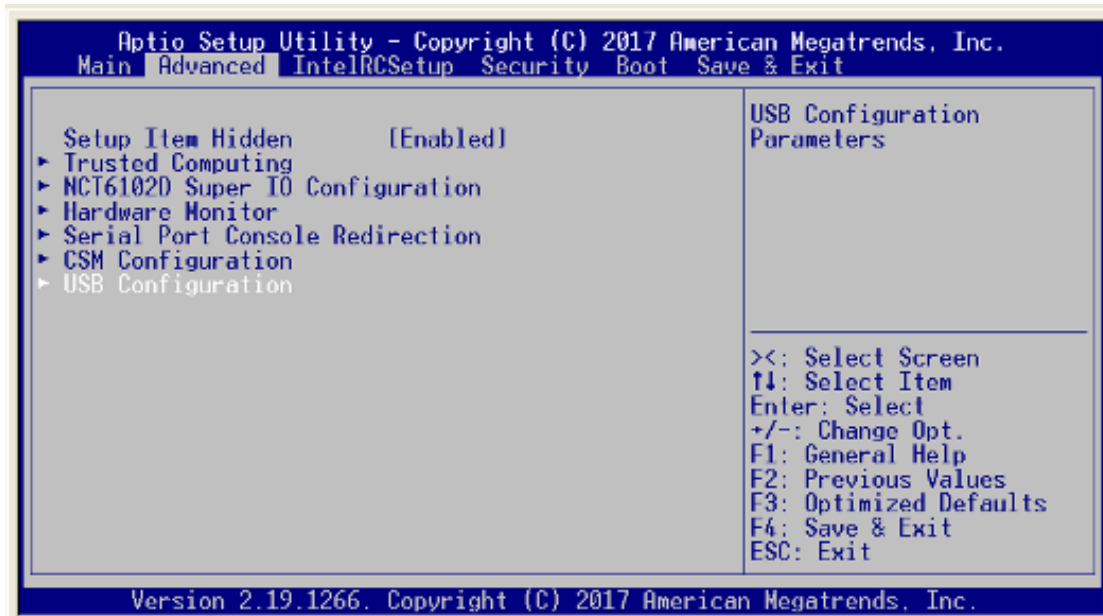 Aptio Setup Utility - Copyright (C) 2017 American Megatrends, Inc.
Main Advanced IntelRCSetup Security Boot Save & Exit
Setup Item Hidden [Enabled]
► Trusted Computing
► NCT6102D Super IO Configuration
► Hardware Monitor
► Serial Port Console Redirection
► CSM Configuration
► USB Configuration
USB Configuration
Parameters
><: Select Screen
↑↓: Select Item
Enter: Select
+/-: Change Opt.
F1: General Help
F2: Previous Values
F3: Optimized Defaults
F4: Save & Exit
ESC: Exit
Version 2.19.1266. Copyright (C) 2017 American Megatrends, Inc.